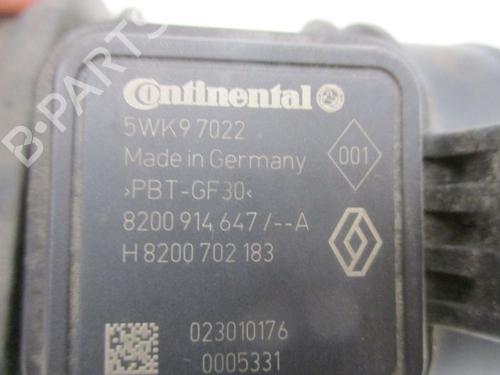 B-PARTS
Continental
5WK9 7022
Made in Germany
001
>PBT-GF30<
8200 914 647/--A
H 8200 702 183
023010176
0005331